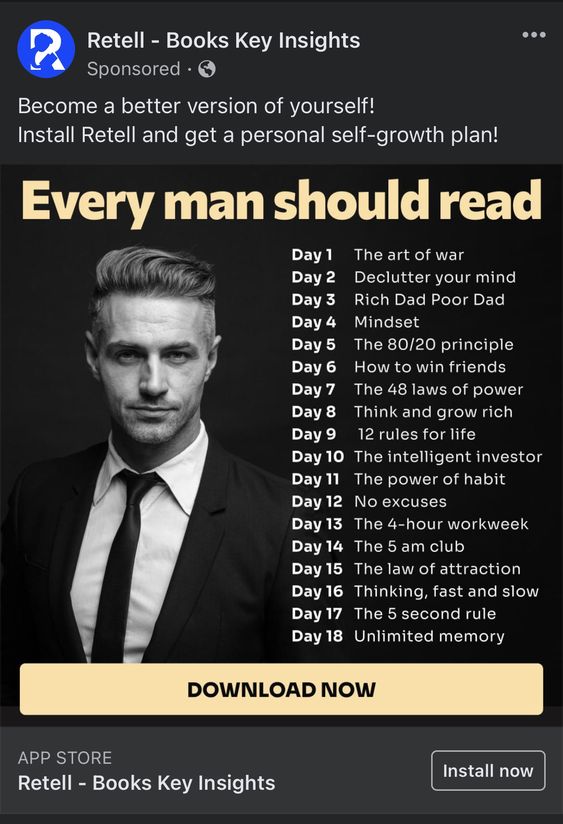 Retell - Books Key Insights
Sponsored ·
Become a better version of yourself!
Install Retell and get a personal self-growth plan!
Every man should read
Day 1 The art of war
Day 2 Declutter your mind
Day 3 Rich Dad Poor Dad
Day 4 Mindset
Day 5 The 80/20 principle
Day 6 How to win friends
Day 7 The 48 laws of power
Day 8 Think and grow rich
Day 9 12 rules for life
Day 10 The intelligent investor
Day 11 The power of habit
Day 12 No excuses
Day 13 The 4-hour workweek
Day 14 The 5 am club
Day 15 The law of attraction
Day 16 Thinking, fast and slow
Day 17 The 5 second rule
Day 18 Unlimited memory
DOWNLOAD NOW
APP STORE
Retell - Books Key Insights
Install now